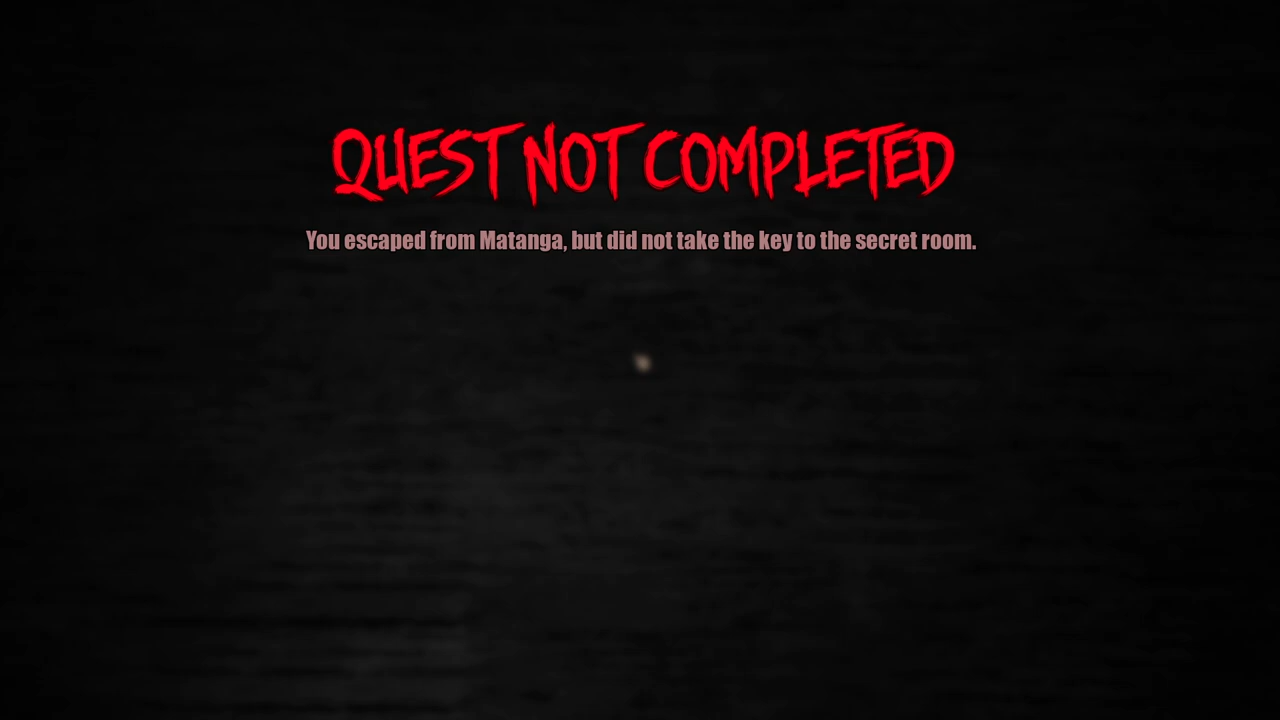 QUEST NOT COMPLETED
You escaped from Matanga, but did not take the key to the secret room.